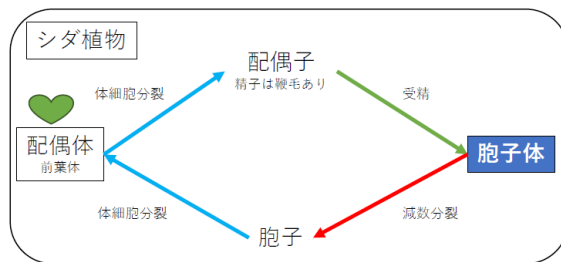 シダ植物
配偶子
精子は鞭毛あり
体細胞分裂
受精
配偶体
前葉体
胞子体
体細胞分裂
減数分裂
胞子